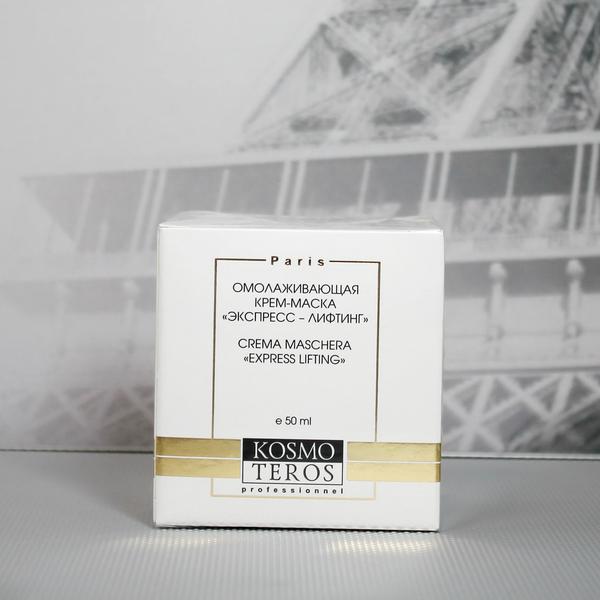 Paris
ОМОЛАЖИВАЮЩАЯ
КРЕМ-МАСКА
«ЭКСПРЕСС – ЛИФТИНГ»
CREMA MASCHERA
«EXPRESS LIFTING»
e 50 ml
KOSMO
TEROS
professionnel